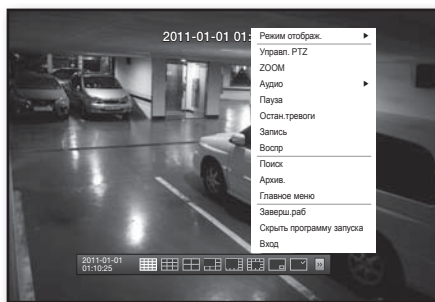 2011-01-01 01:
Режим отображ.
Управл. PTZ
ZOOM
Аудио
Пауза
Остан.тревоги
Запись
Воспр
Поиск
Архив.
Главное меню
Заверш.раб
Скрыть программу запуска
Вход
2011-01-01
01:10:25